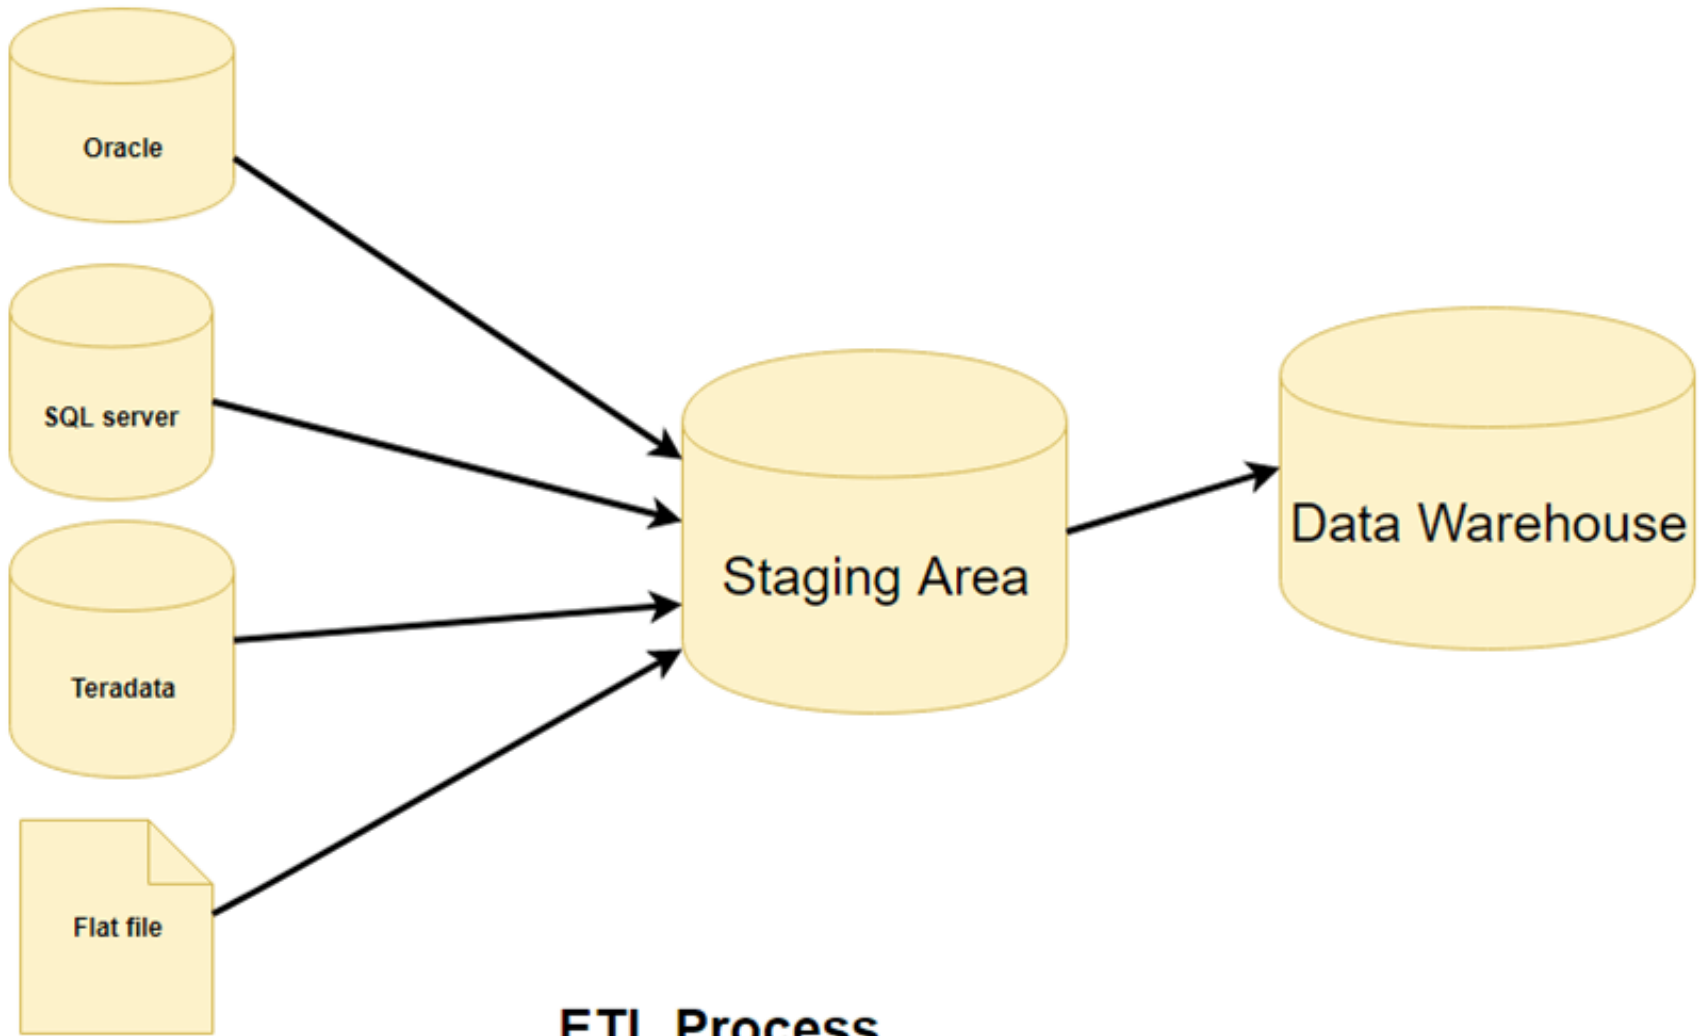 Oracle
SQL server
Teradata
Flat file
Staging Area
Data Warehouse
ETL Process